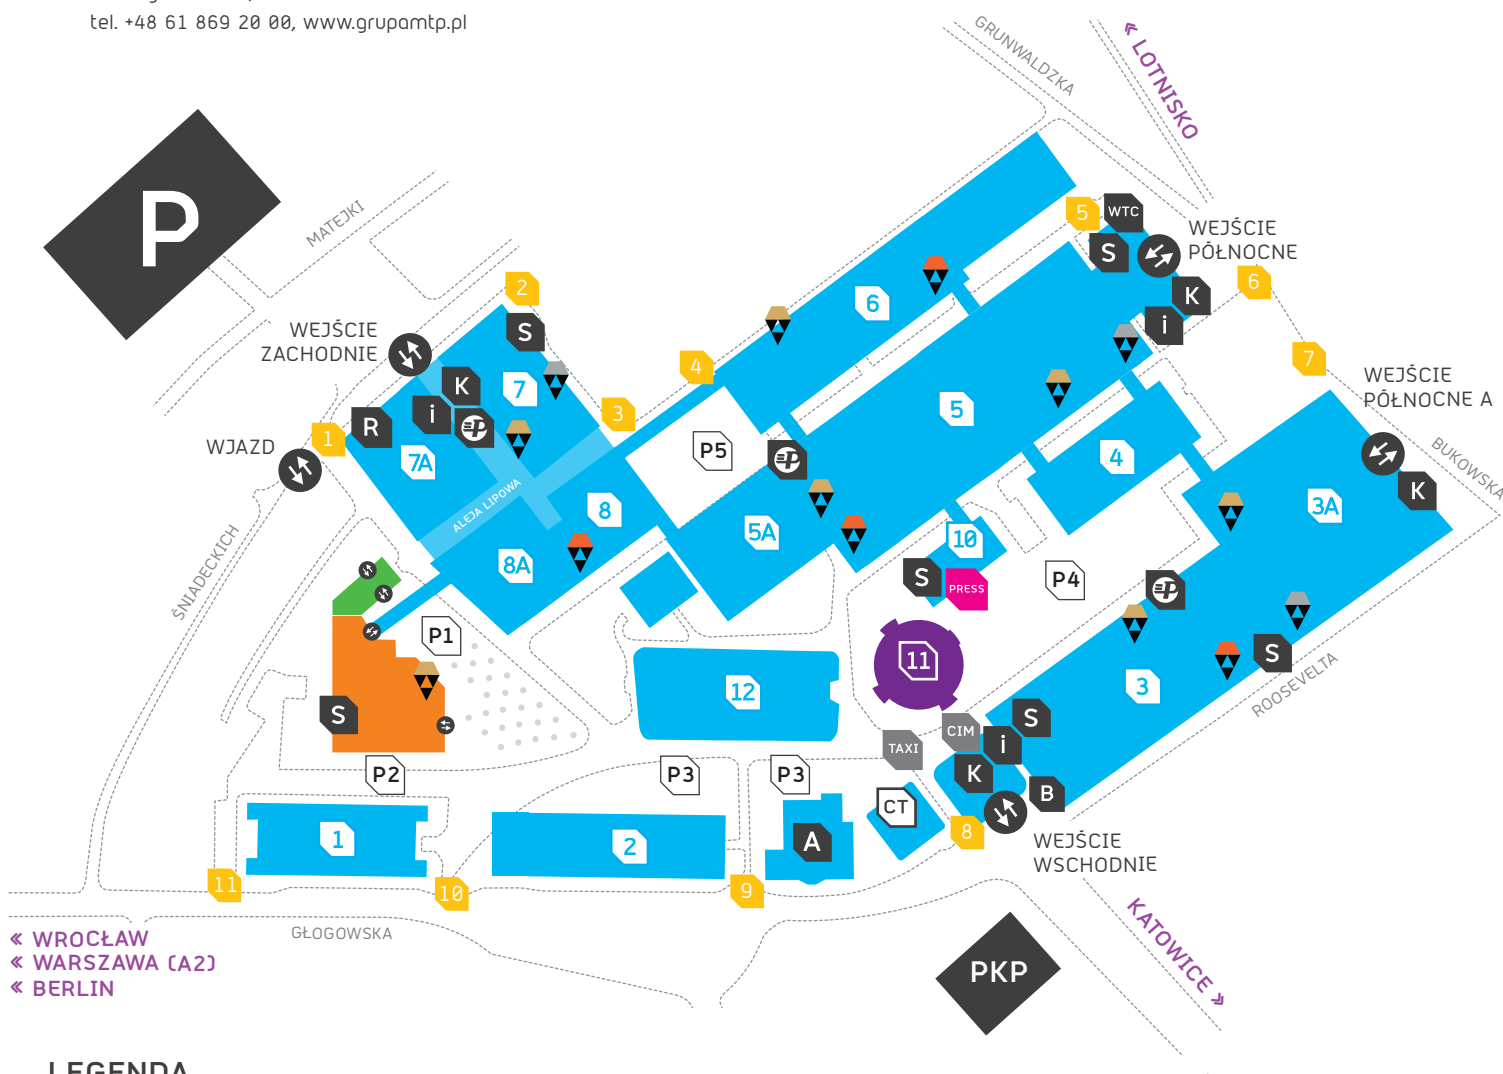 tel. +48 61 869 20 00, www.grupamtp.pl
GRUNWALDZKA
« LOTNISKO
P
MATEJKI
5
WTC
S
WEJŚCIE
PÓŁNOCNE
K
i
6
2
S
WEJŚCIE
ZACHODNIE
6
4
7
WEJŚCIE
PÓŁNOCNE A
K
i
7
R
3
1
WJAZD
7A
P
5
P5
P
4
BUKOWSKA
K
3A
ALEJA LIPOWA
8
5A
10
8A
S
PRESS
P4
P
ŚNIADECKICH
P1
11
S
3
ROOSEVELTA
12
S
S
CIM
TAXI
i
K
B
P2
P3
P3
CT
8
1
2
A
WEJŚCIE
WSCHODNIE
11
10
9
GŁOGOWSKA
« WROCŁAW
« WARSZAWA (A2)
« BERLIN
KATOWICE »
PKP
LEGENDA